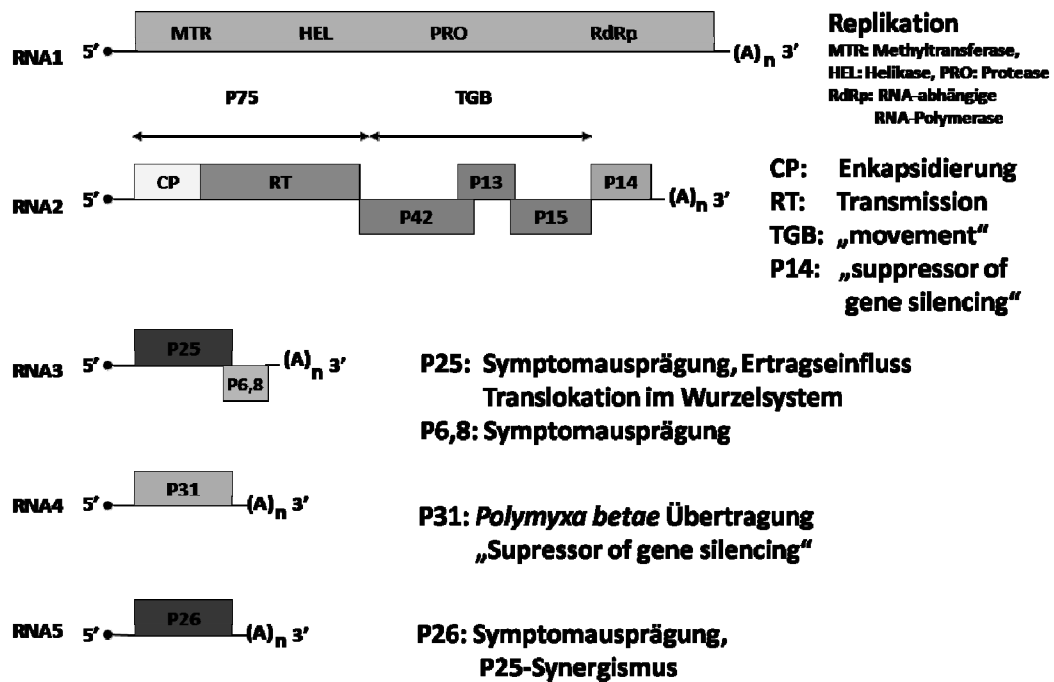 MTR HEL PRO RdRp
RNA1 5' (A)n 3'
Replikation
MTR: Methyltransferase,
HEL: Helikase, PRO: Protease
RdRp: RNA-abhängige
RNA-Polymerase
P75 TGB
CP RT P13 P14
RNA2 5' (A)n 3'
P42 P15
CP: Enkapsidierung
RT: Transmission
TGB: „movement“
P14: „suppressor of
gene silencing“
P25
RNA3 5' (A)n 3'
P6,8
P25: Symptomausprägung, Ertragseinfluss
Translokation im Wurzelsystem
P6,8: Symptomausprägung
P31
RNA4 5' (A)n 3'
P31: Polymyxa betae Übertragung
„Supressor of gene silencing“
P26
RNA5 5' (A)n 3'
P26: Symptomausprägung,
P25-Synergismus